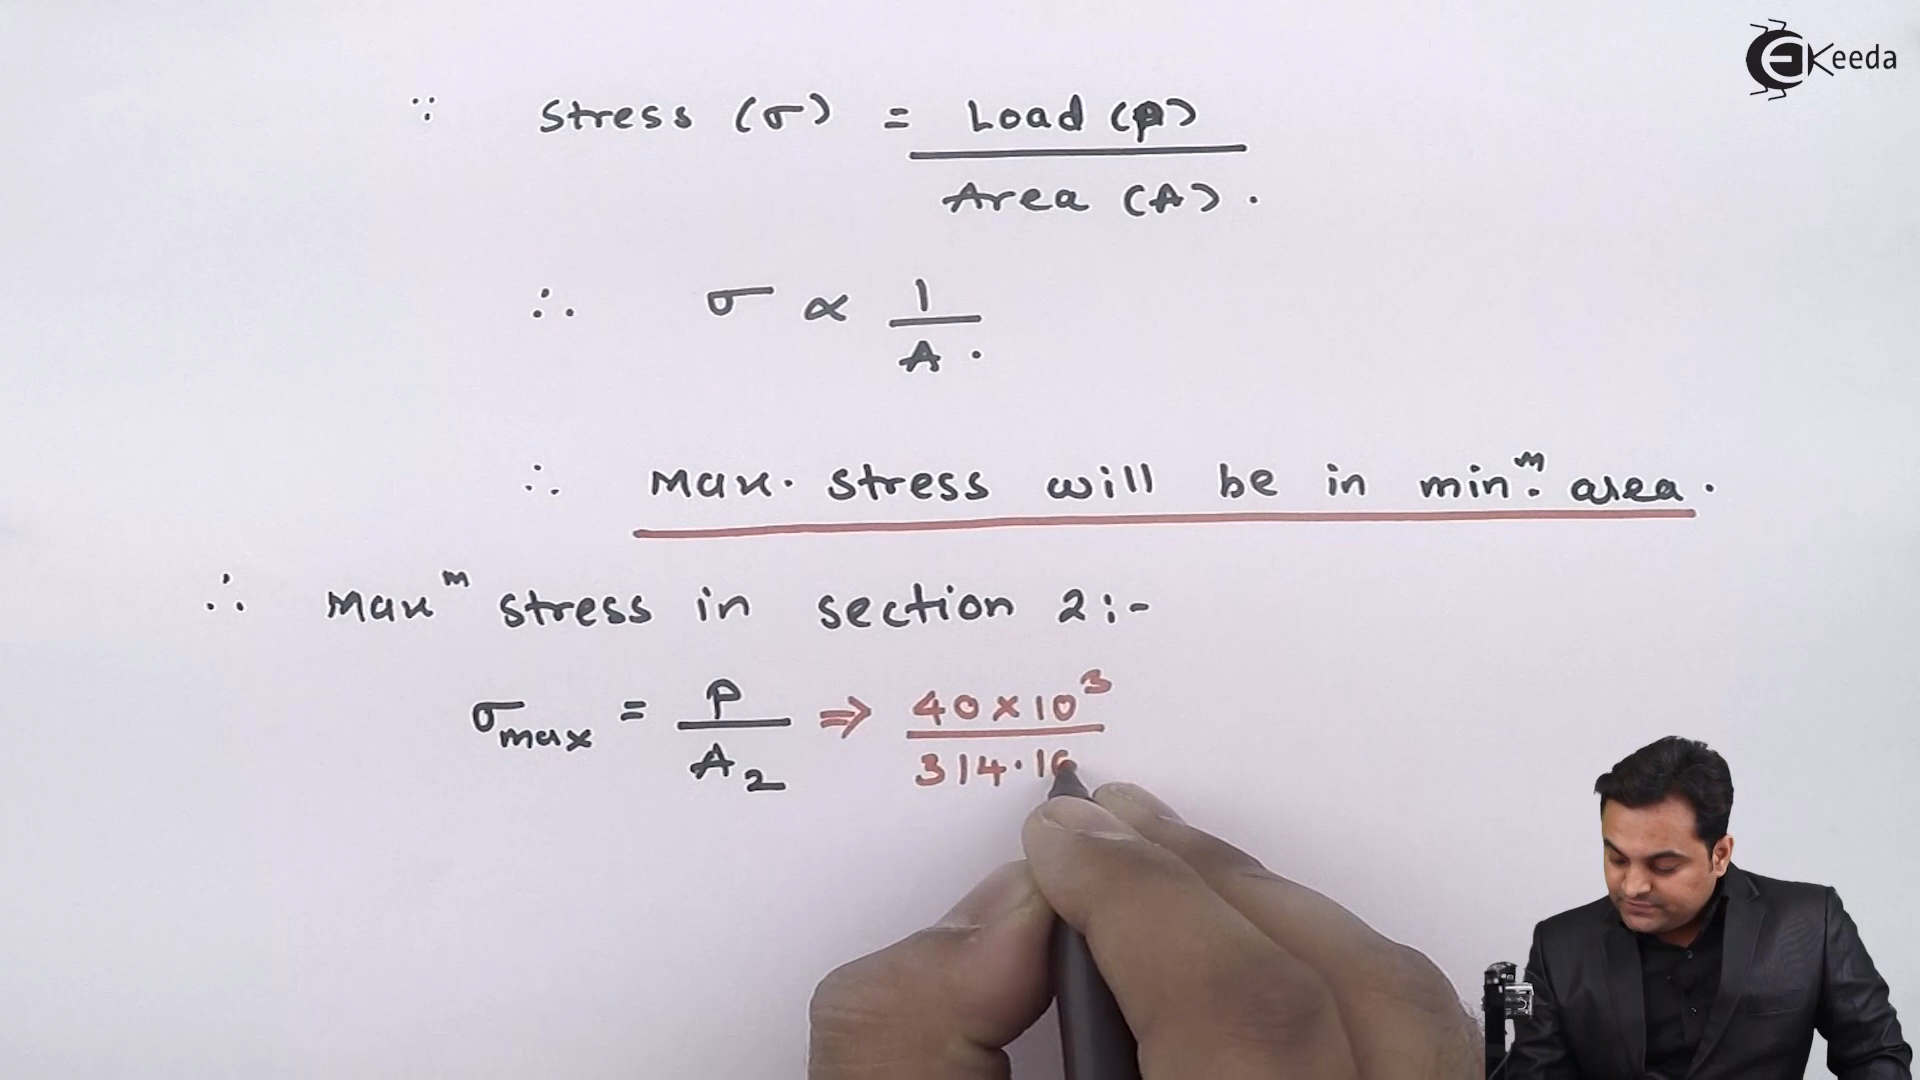 EKeeda
∵ Stress (σ) = Load (P)
Area (A).
∴ σ ∝ 1
A.
∴ Max. stress will be in minᵐ. area.
∴ Maxᵐ stress in section 2:-
σmax = P ⇒ 40×10³
A₂ 314.16